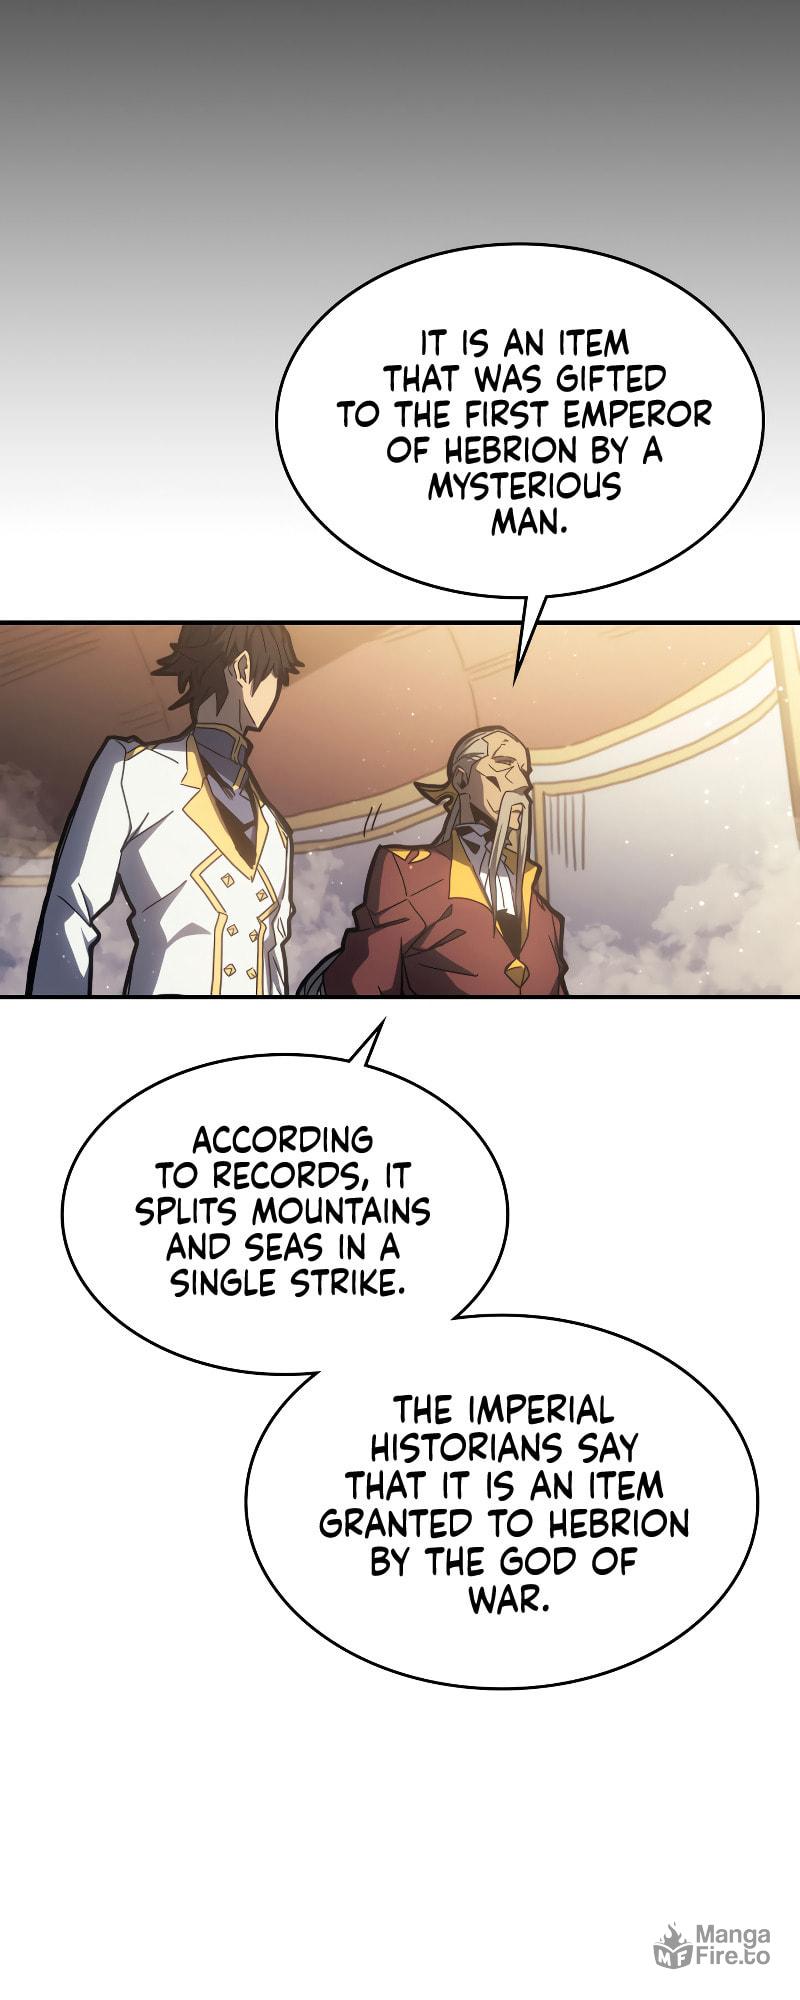 IT IS AN ITEM
THAT WAS GIFTED
TO THE FIRST EMPEROR
OF HEBRION BY A
MYSTERIOUS
MAN.
ACCORDING
TO RECORDS, IT
SPLITS MOUNTAINS
AND SEAS IN A
SINGLE STRIKE.
THE IMPERIAL
HISTORIANS SAY
THAT IT IS AN ITEM
GRANTED TO HEBRION
BY THE GOD OF
WAR.
Manga
MF Fire.to